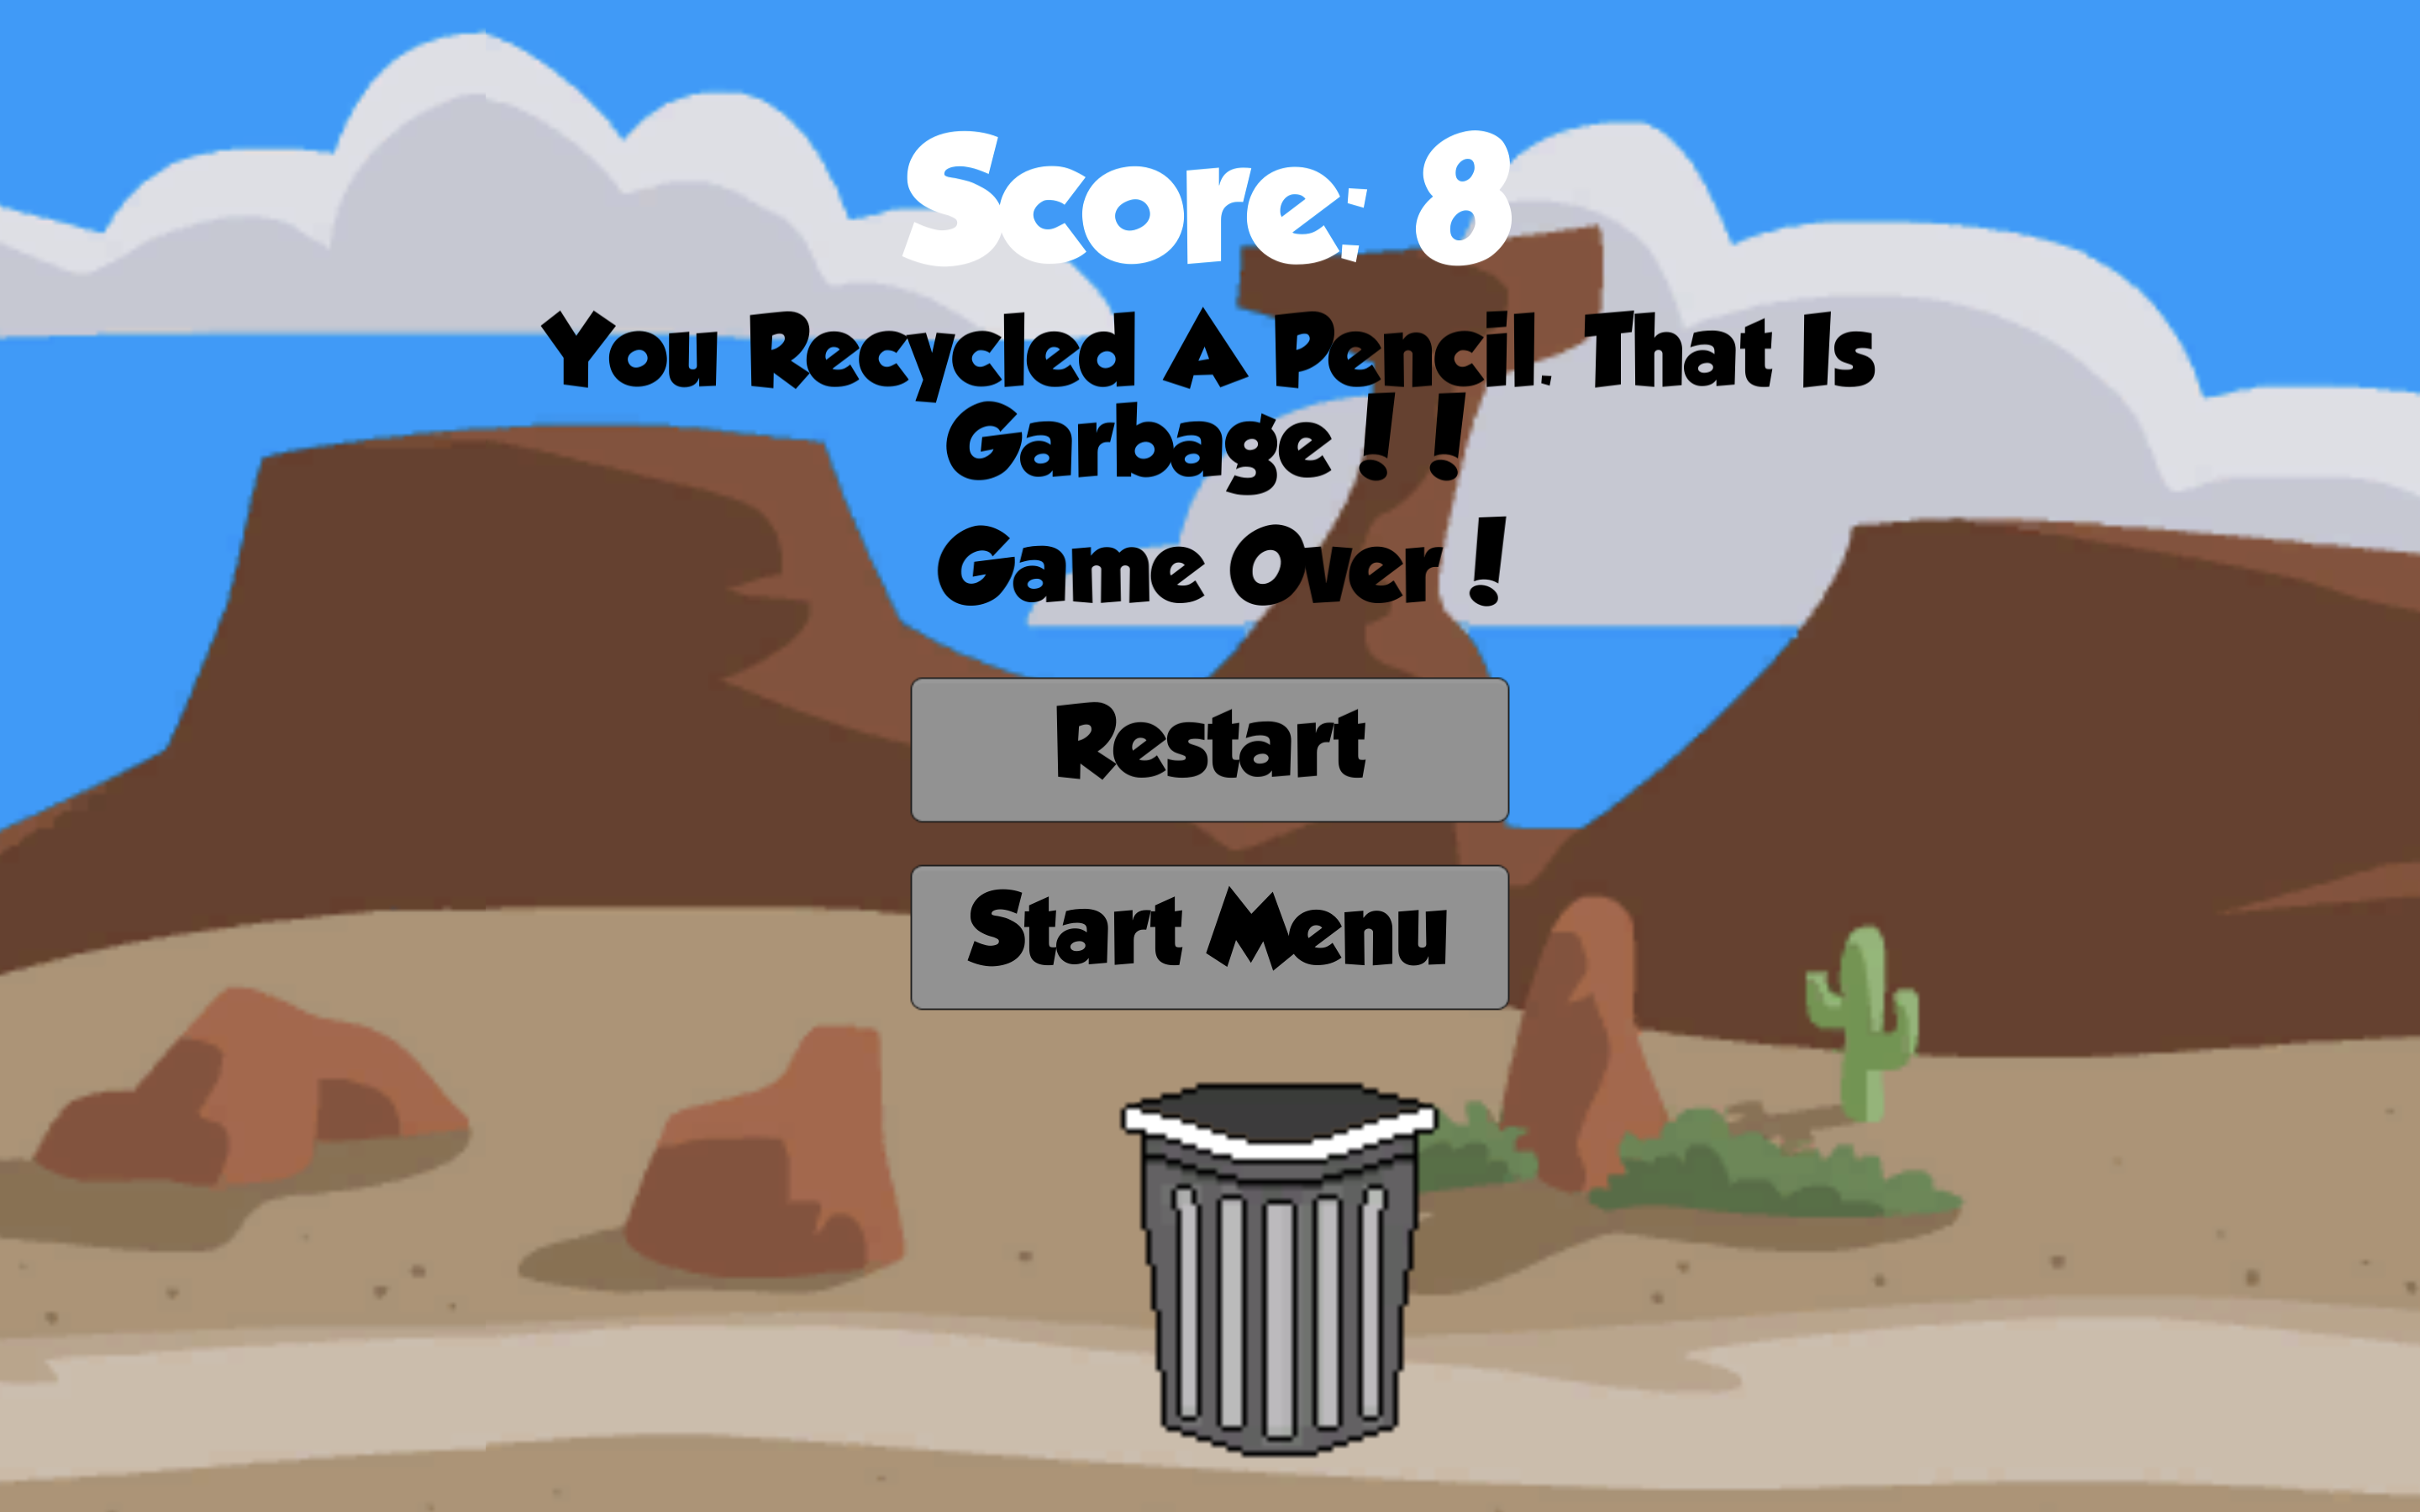 Score: 8
You Recycled A Pencil. That Is
Garbage!!
Game Over!
Restart
Start Menu